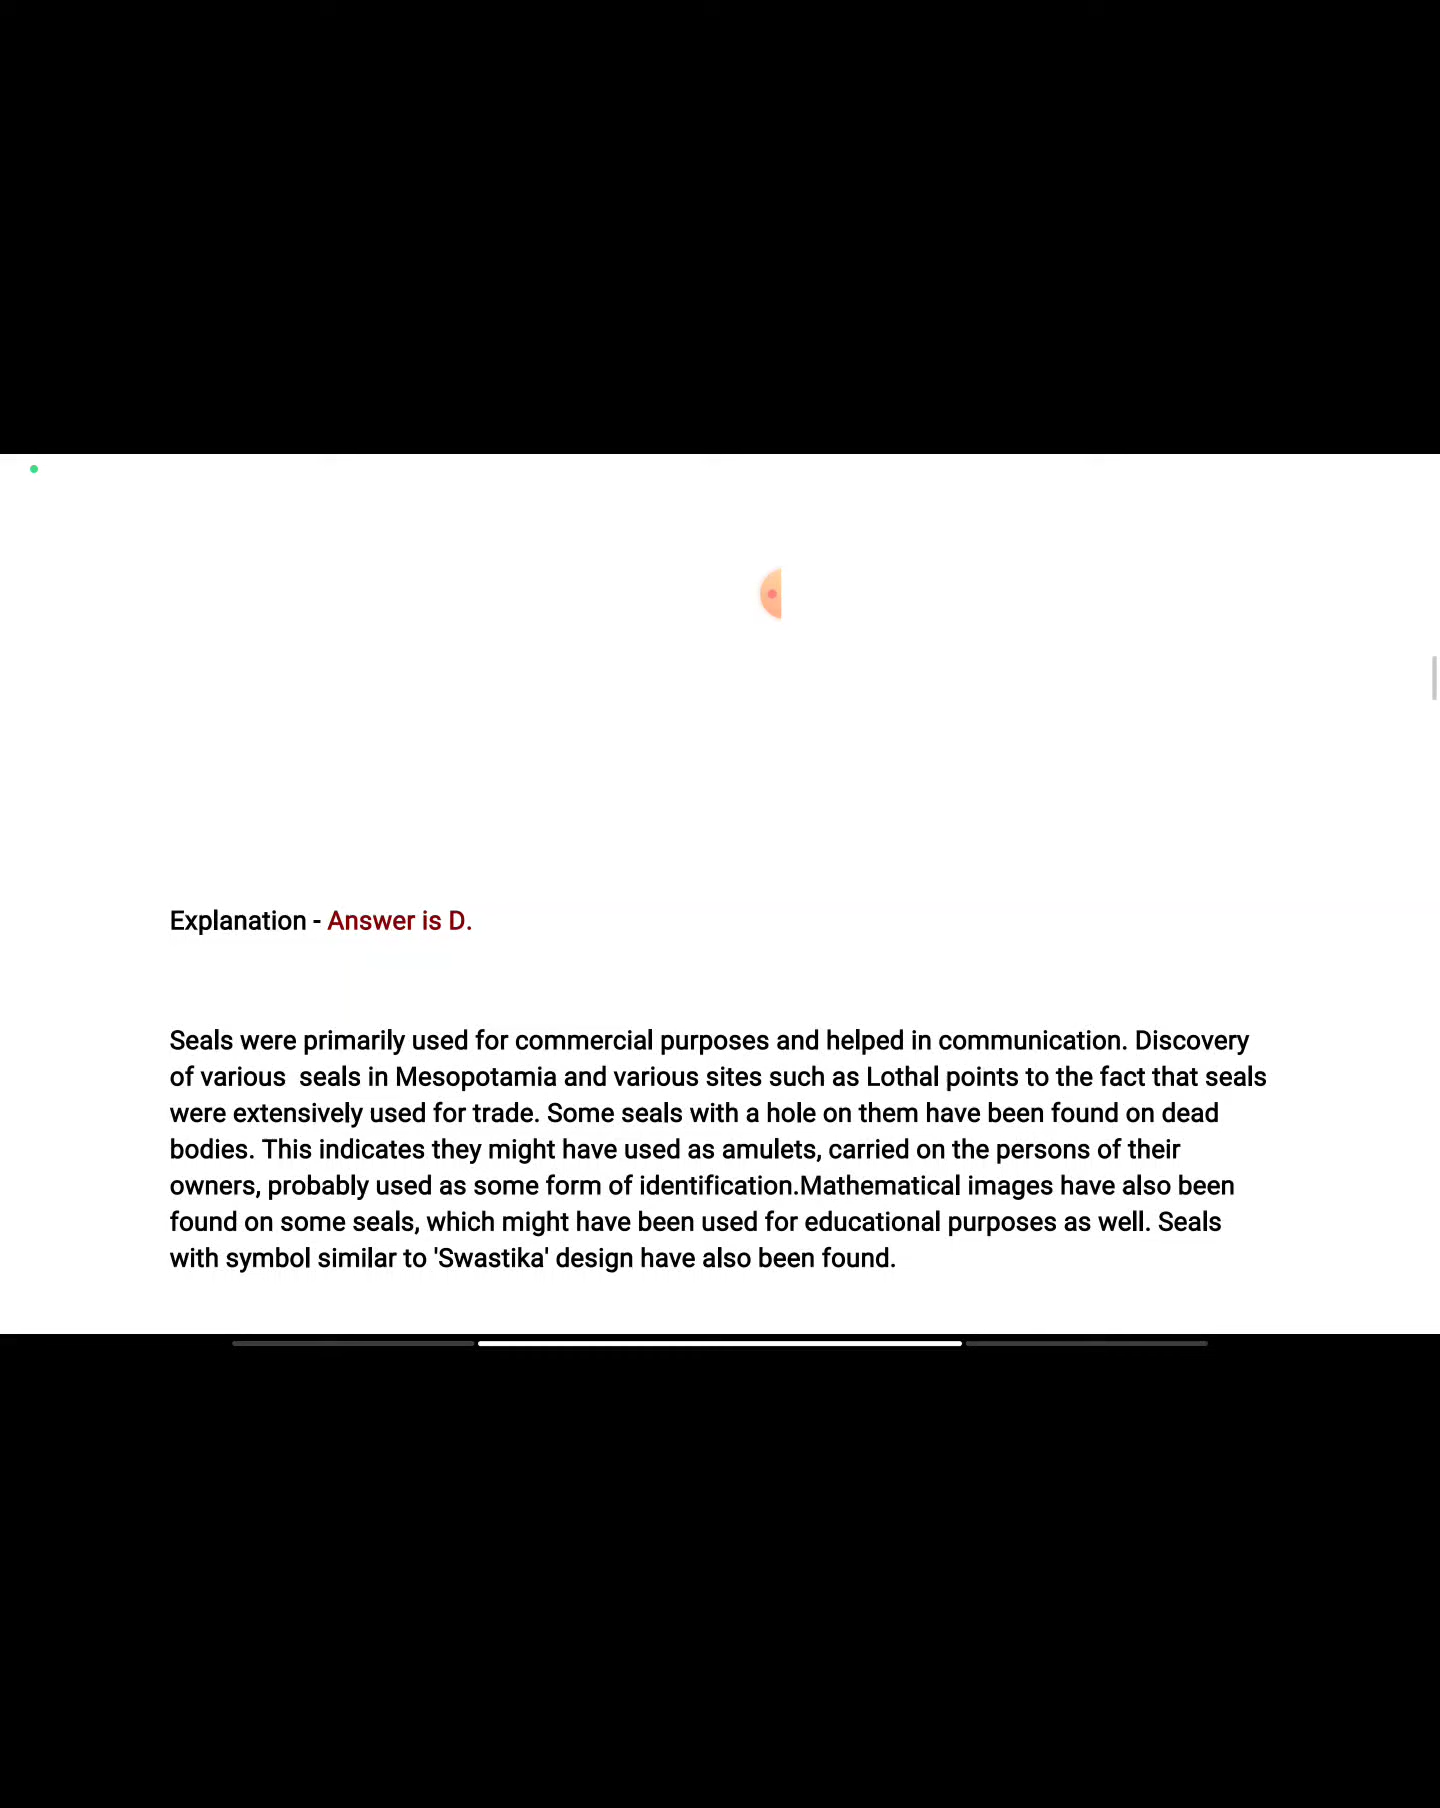 Explanation - Answer is D.
Seals were primarily used for commercial purposes and helped in communication. Discovery
of various  seals in Mesopotamia and various sites such as Lothal points to the fact that seals
were extensively used for trade. Some seals with a hole on them have been found on dead
bodies. This indicates they might have used as amulets, carried on the persons of their
owners, probably used as some form of identification.Mathematical images have also been
found on some seals, which might have been used for educational purposes as well. Seals
with symbol similar to 'Swastika' design have also been found.